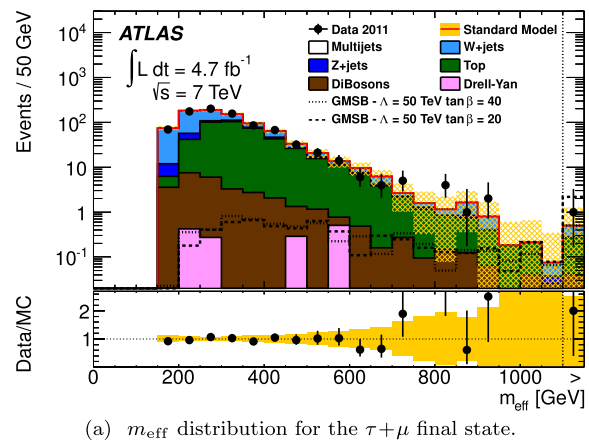 ATLAS
∫L dt = 4.7 fb⁻¹
√s = 7 TeV
Data 2011
Standard Model
Multijets
W+jets
Z+jets
Top
DiBosons
Drell-Yan
GMSB - Λ = 50 TeV tan β = 40
GMSB - Λ = 50 TeV tan β = 20
Events / 50 GeV
10⁴
10³
10²
10
1
10⁻¹
Data/MC
2
1
0 200 400 600 800 1000 >
m_eff [GeV]
(a) m_eff distribution for the τ+μ final state.